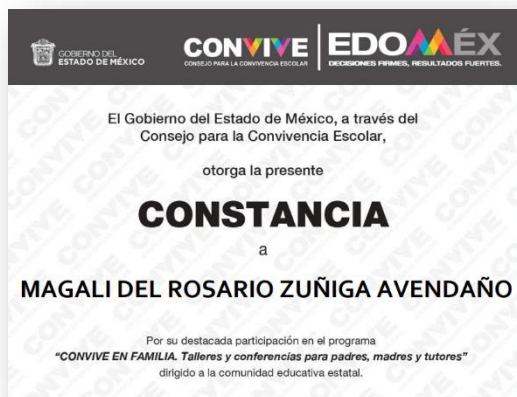 GOBIERNO DEL
ESTADO DE MÉXICO
CONVIVE
CONSEJO PARA LA CONVIVENCIA ESCOLAR
EDOMÉX
DECISIONES FIRMES, RESULTADOS FUERTES.
El Gobierno del Estado de México, a través del
Consejo para la Convivencia Escolar,
otorga la presente
CONSTANCIA
a
MAGALI DEL ROSARIO ZUÑIGA AVENDAÑO
Por su destacada participación en el programa
"CONVIVE EN FAMILIA. Talleres y conferencias para padres, madres y tutores"
dirigido a la comunidad educativa estatal.